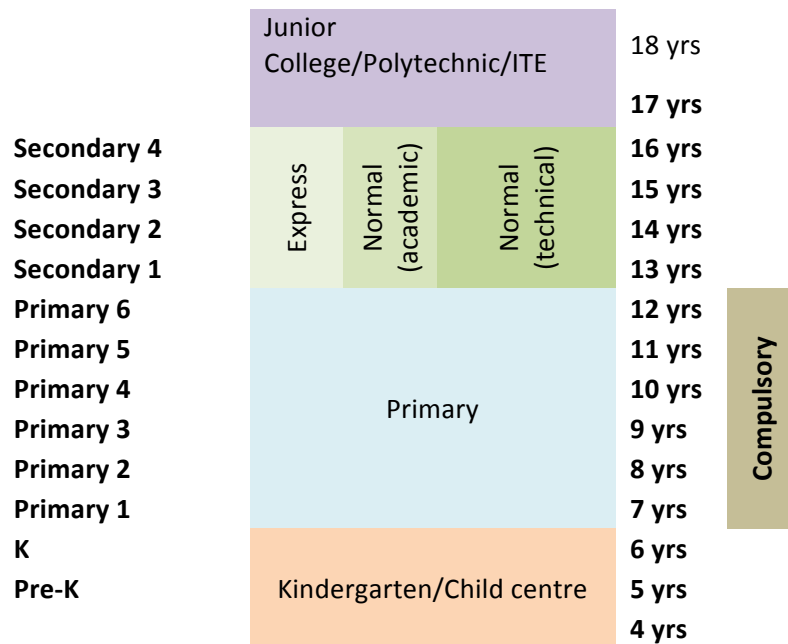 Junior
College/Polytechnic/ITE
18 yrs
17 yrs
Secondary 4
16 yrs
Secondary 3
15 yrs
Secondary 2
14 yrs
Secondary 1
13 yrs
Express
Normal
(academic)
Normal
(technical)
Primary 6
12 yrs
Primary 5
11 yrs
Primary 4
10 yrs
Primary
Primary 3
9 yrs
Primary 2
8 yrs
Primary 1
7 yrs
Compulsory
K
6 yrs
Pre-K
Kindergarten/Child centre
5 yrs
4 yrs